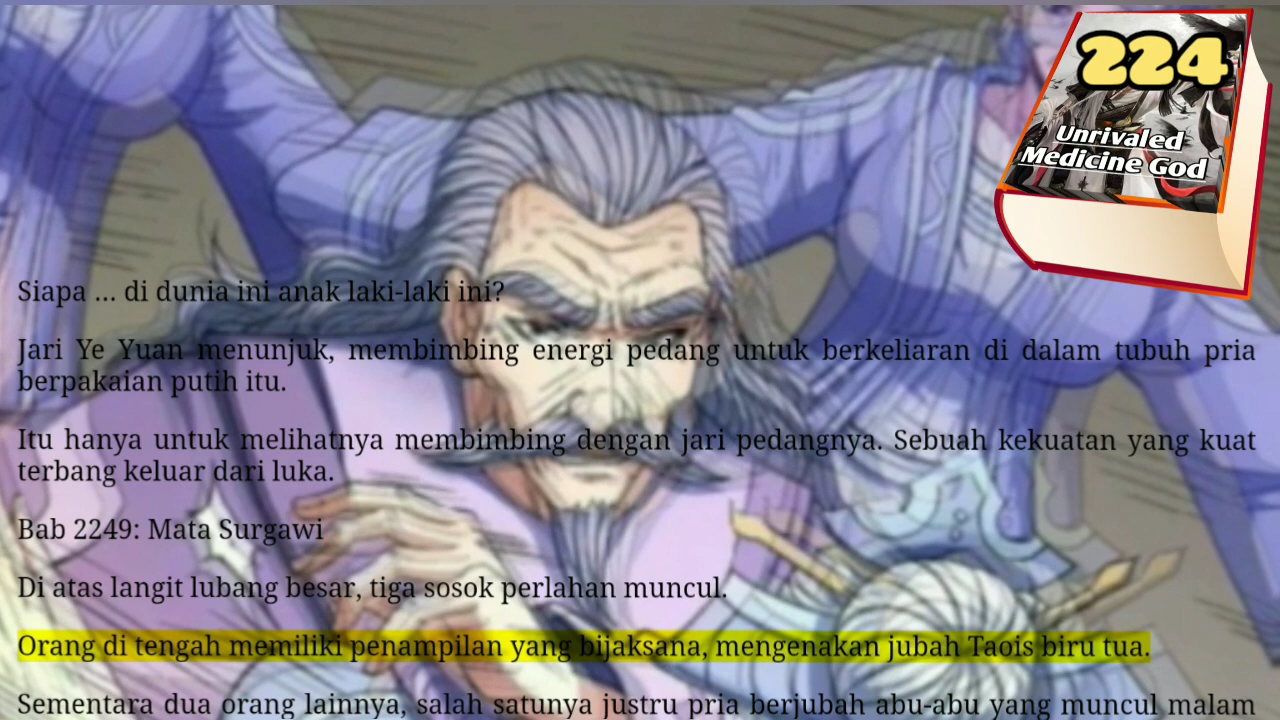 224
Unrivaled
Medicine God
Siapa ... di dunia ini anak laki-laki ini?
Jari Ye Yuan menunjuk, membimbing energi pedang untuk berkeliaran di dalam tubuh pria
berpakaian putih itu.
Itu hanya untuk melihatnya membimbing dengan jari pedangnya. Sebuah kekuatan yang kuat
terbang keluar dari luka.
Bab 2249: Mata Surgawi
Di atas langit lubang besar, tiga sosok perlahan muncul.
Orang di tengah memiliki penampilan yang bijaksana, mengenakan jubah Taois biru tua.
Sementara dua orang lainnya, salah satunya justru pria berjubah abu-abu yang muncul malam